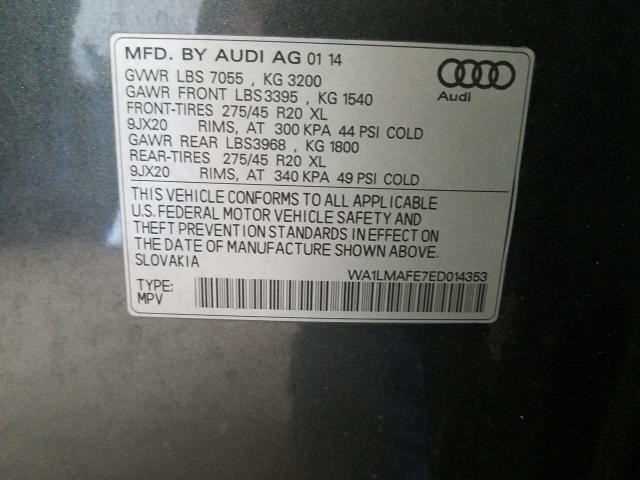 MFD. BY AUDI AG 01 14
GVWR LBS 7055 , KG 3200
GAWR FRONT LBS3395 , KG 1540
FRONT-TIRES 275/45 R20 XL
9JX20 RIMS, AT 300 KPA 44 PSI COLD
GAWR REAR LBS3968 , KG 1800
REAR-TIRES 275/45 R20 XL
9JX20 RIMS, AT 340 KPA 49 PSI COLD
Audi
THIS VEHICLE CONFORMS TO ALL APPLICABLE
U.S. FEDERAL MOTOR VEHICLE SAFETY AND
THEFT PREVENTION STANDARDS IN EFFECT ON
THE DATE OF MANUFACTURE SHOWN ABOVE.
SLOVAKIA
WA1LMAFE7ED014353
TYPE:
MPV